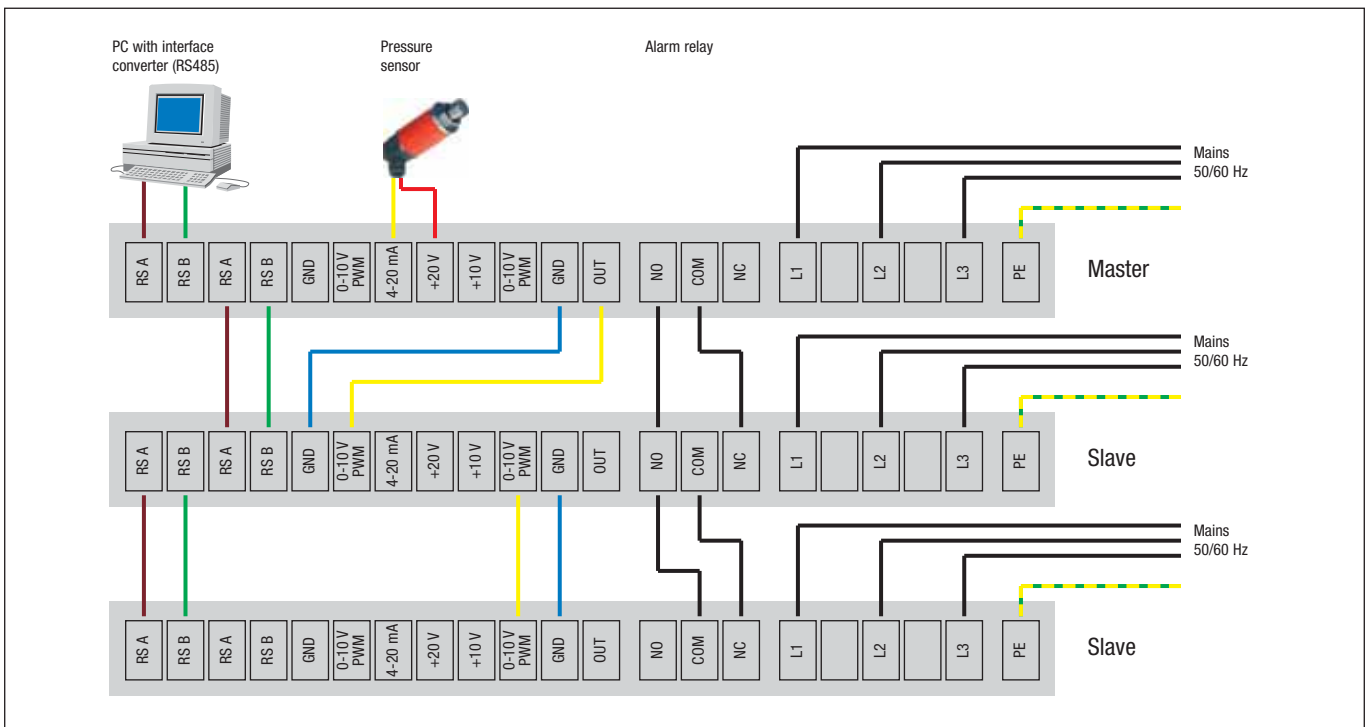 PC with interface
converter (RS485)
Pressure
sensor
Alarm relay
Mains
50/60 Hz
RS A
RS B
RS A
RS B
GND
0-10 V
PWM
4-20 mA
+20 V
+10 V
0-10 V
PWM
GND
OUT
NO
COM
NC
L1
L2
L3
PE
Master
Mains
50/60 Hz
RS A
RS B
RS A
RS B
GND
0-10 V
PWM
4-20 mA
+20 V
+10 V
0-10 V
PWM
GND
OUT
NO
COM
NC
L1
L2
L3
PE
Slave
Mains
50/60 Hz
RS A
RS B
RS A
RS B
GND
0-10 V
PWM
4-20 mA
+20 V
+10 V
0-10 V
PWM
GND
OUT
NO
COM
NC
L1
L2
L3
PE
Slave